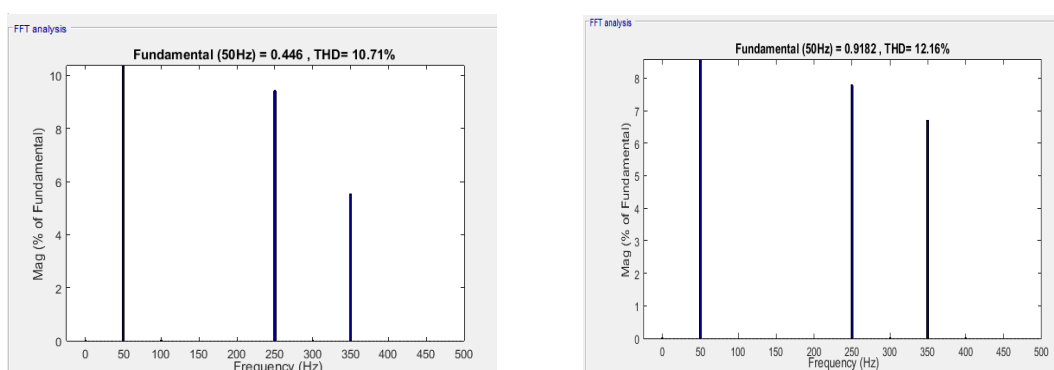 FFT analysis
Fundamental (50Hz) = 0.446 , THD= 10.71%
10
8
6
4
2
0
Mag (% of Fundamental)
0 50 100 150 200 250 300 350 400 450 500
Frequency (Hz)
FFT analysis
Fundamental (50Hz) = 0.9182 , THD= 12.16%
8
7
6
5
4
3
2
1
0
Mag (% of Fundamental)
0 50 100 150 200 250 300 350 400 450 500
Frequency (Hz)